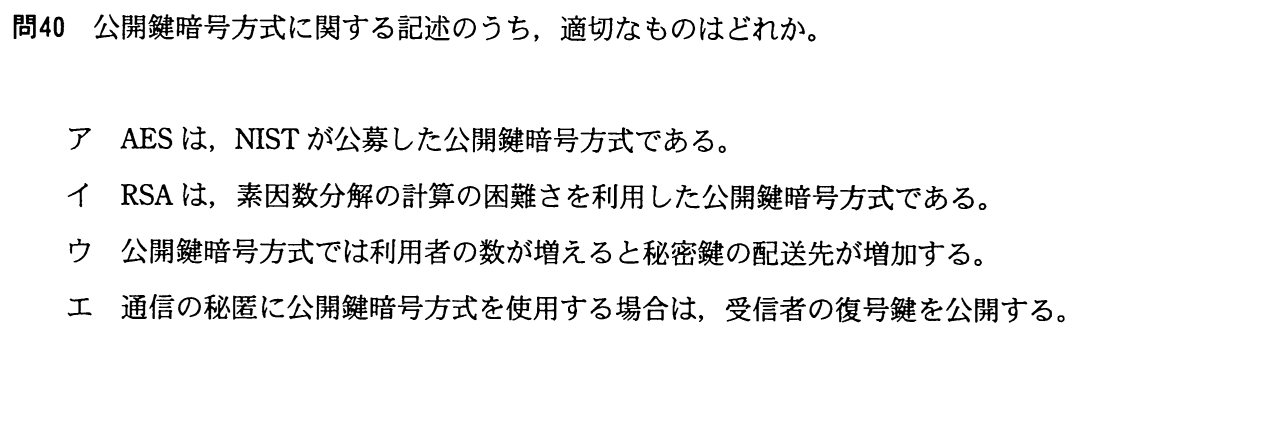 問40　公開鍵暗号方式に関する記述のうち，適切なものはどれか。
ア　AES は，NIST が公募した公開鍵暗号方式である。
イ　RSA は，素因数分解の計算の困難さを利用した公開鍵暗号方式である。
ウ　公開鍵暗号方式では利用者の数が増えると秘密鍵の配送先が増加する。
エ　通信の秘匿に公開鍵暗号方式を使用する場合は，受信者の復号鍵を公開する。